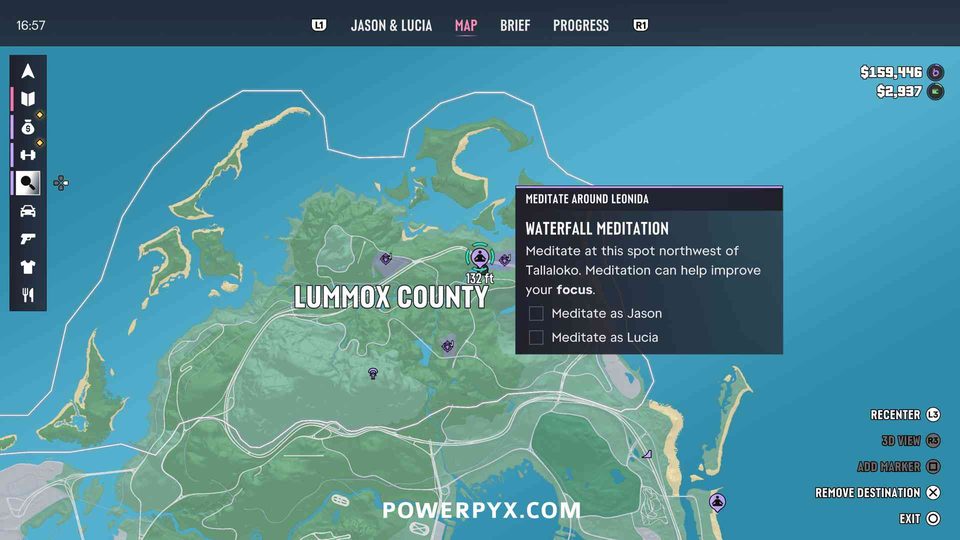 16:57
L1
JASON & LUCIA
MAP
BRIEF
PROGRESS
R1
$159,446
$2,937
MEDITATE AROUND LEONIDA
WATERFALL MEDITATION
Meditate at this spot northwest of
Tallaloko. Meditation can help improve
your focus.
Meditate as Jason
Meditate as Lucia
132 ft
LUMMOX COUNTY
RECENTER L3
3D VIEW R3
ADD MARKER
REMOVE DESTINATION
EXIT
POWERPYX.COM